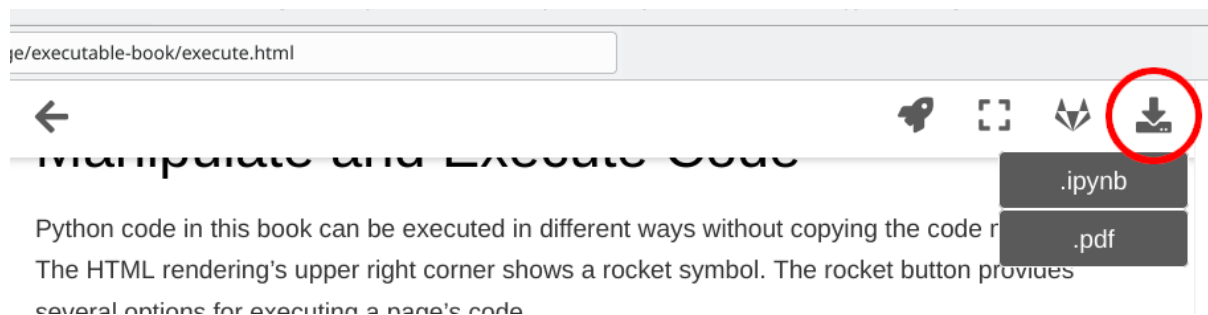 /executable-book/execute.html
Manipulate and Execute Code
.ipynb
Python code in this book can be executed in different ways without copying the code
.pdf
The HTML rendering’s upper right corner shows a rocket symbol. The rocket button provides
several options for executing a page’s code